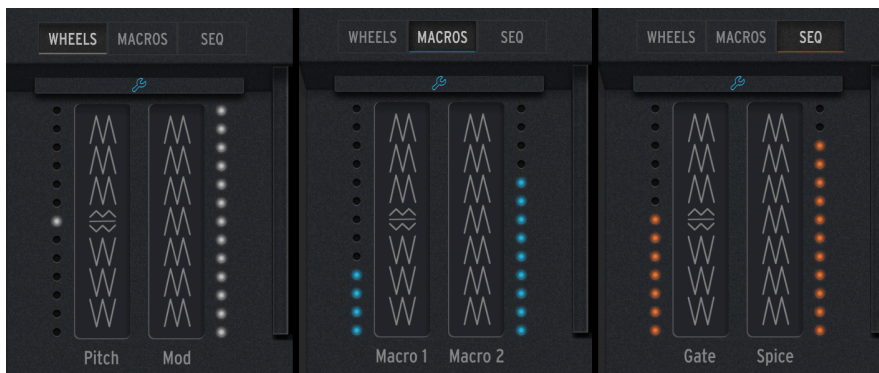 WHEELS MACROS SEQ
Pitch Mod
WHEELS MACROS SEQ
Macro 1 Macro 2
WHEELS MACROS SEQ
Gate Spice